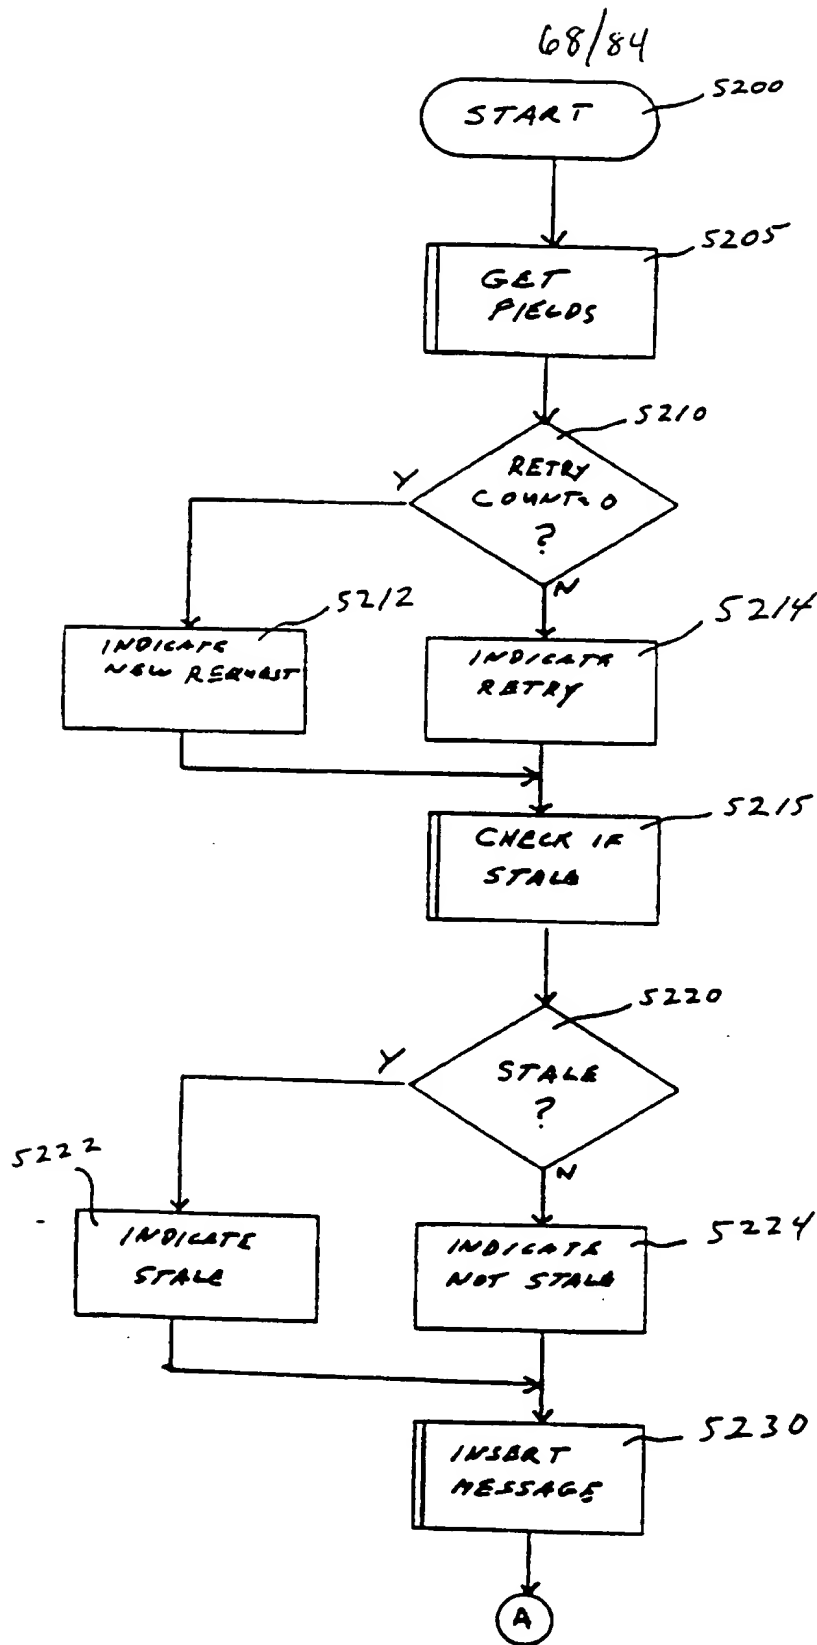 68/84
START
5200
GET
FIELDS
5205
5210
RETRY
COUNT=0
?
Y
N
5212
INDICATE
NEW REQUEST
5214
INDICATE
RETRY
5215
CHECK IF
STALE
5220
STALE
?
Y
N
5222
INDICATE
STALE
5224
INDICATE
NOT STALE
5230
INSERT
MESSAGE
A